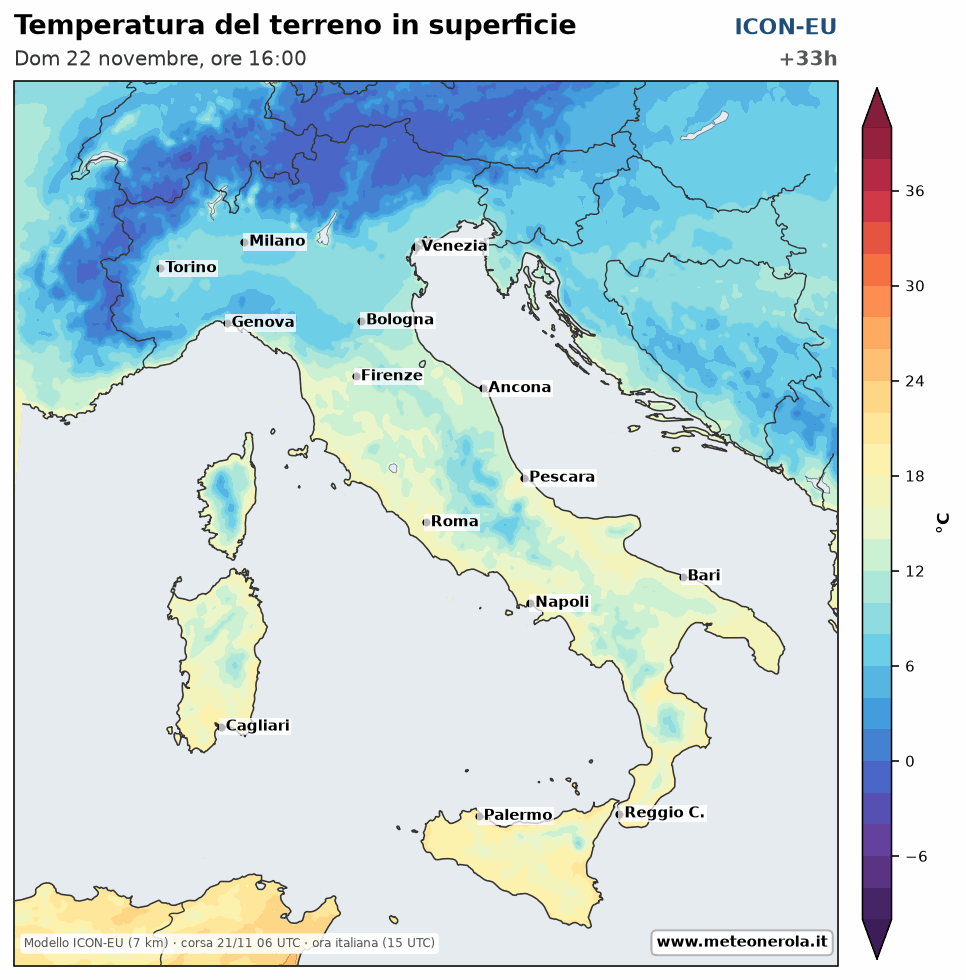 Temperatura del terreno in superficie
ICON-EU
Dom 22 novembre, ore 16:00
+33h
36
30
24
18
12
6
0
−6
°C
Milano
Venezia
Torino
Genova
Bologna
Firenze
Ancona
Pescara
Roma
Bari
Napoli
Cagliari
Palermo
Reggio C.
Modello ICON-EU (7 km) · corsa 21/11 06 UTC · ora italiana (15 UTC)
www.meteonerola.it